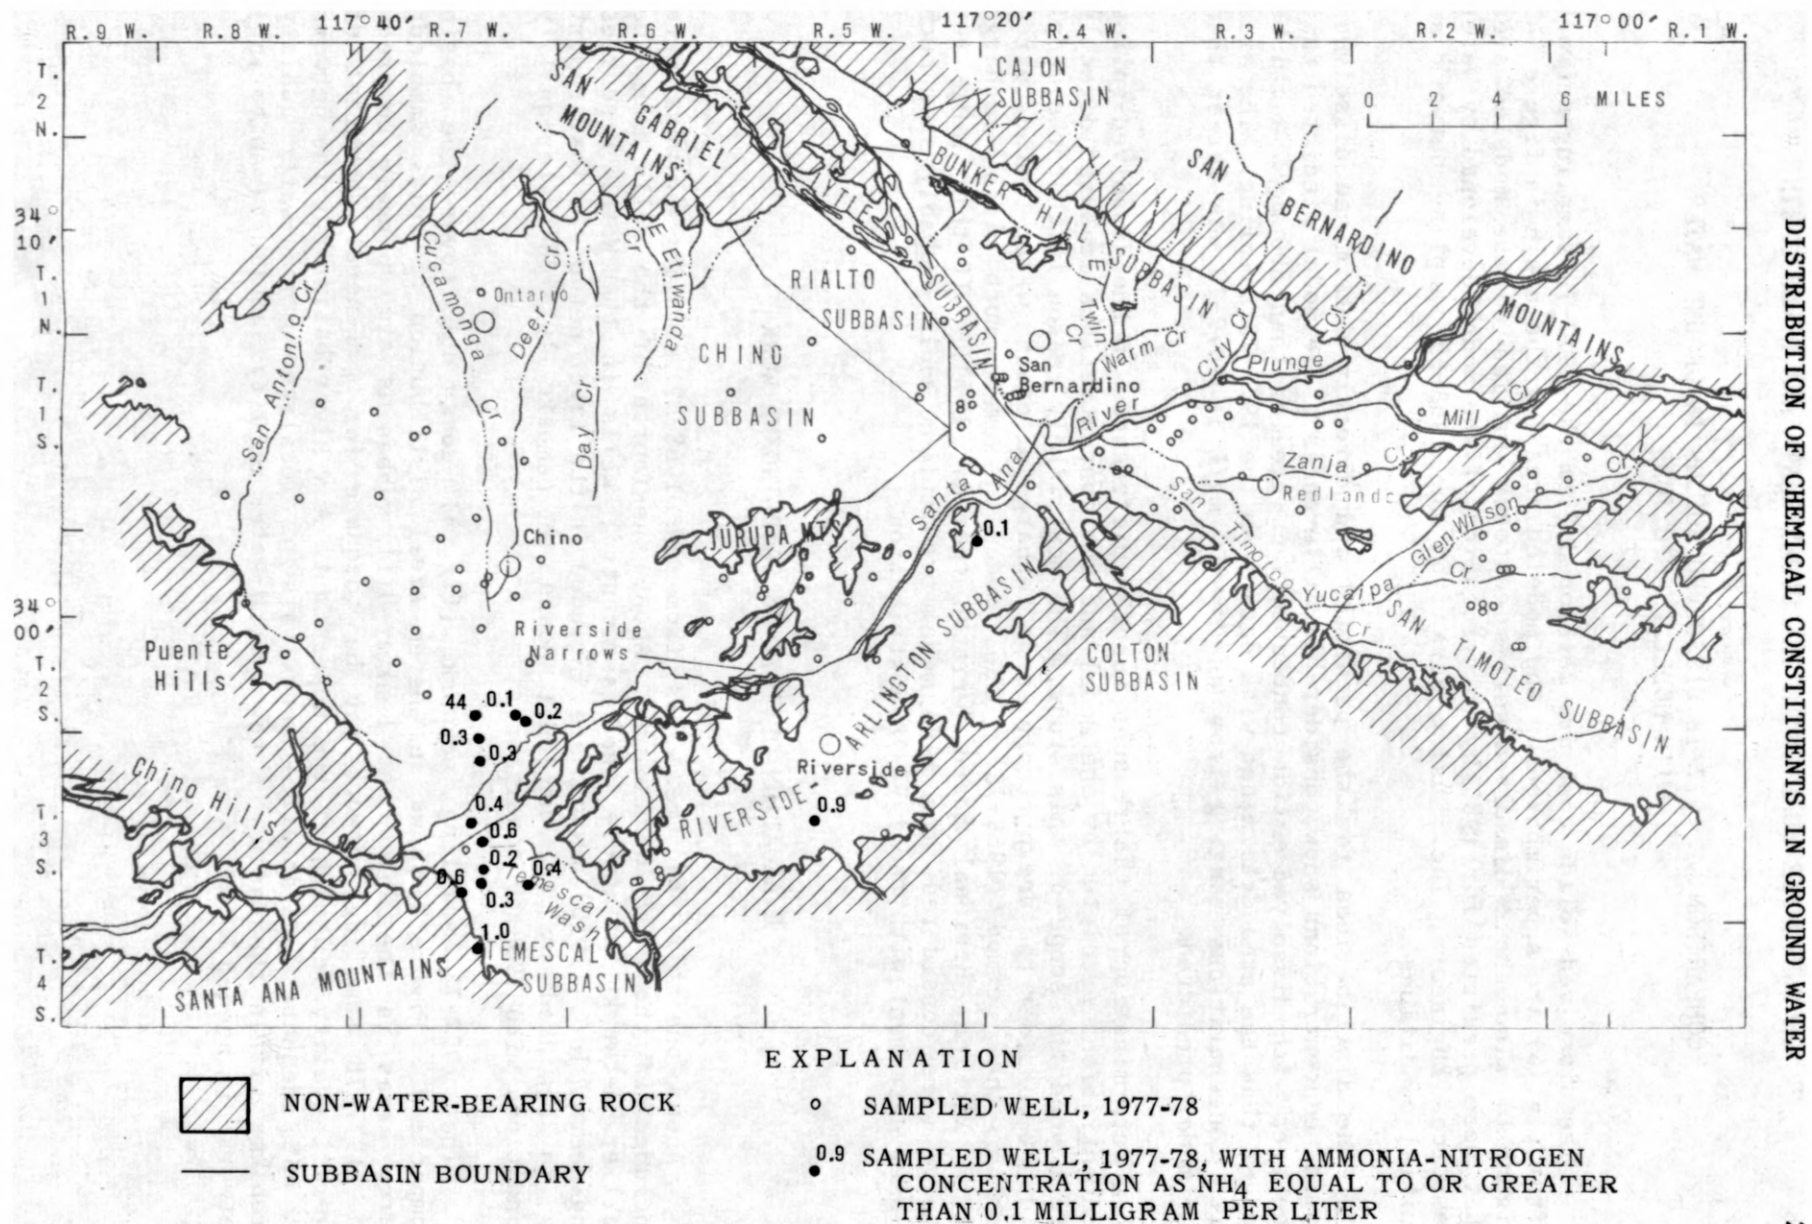 117°40′
117°20′
117°00′
R.9 W.
R.8 W.
R.7 W.
R.6 W.
R.5 W.
R.4 W.
R.3 W.
R.2 W.
R.1 W.
T.
2
N.
34°
10′
T.
1
N.
T.
1
S.
34°
00′
T.
2
S.
T.
3
S.
T.
4
S.
0 2 4 6 MILES
SAN GABRIEL
MOUNTAINS
CAJON
SUBBASIN
BUNKER HILL SUBBASIN
LYTLE SUBBASIN
SAN BERNARDINO MOUNTAINS
RIALTO
SUBBASIN
CHINO
SUBBASIN
San Antonio Cr
Cucamonga Cr
Deer Cr
Day Cr
E Etiwanda
Cr
Ontario
E Twin
Cr
Warm Cr
City Cr
Plunge
Cr
San
Bernardino
Santa Ana River
Mill Cr
Zanja Cr
Redlands
San Timoteo
Cr
Yucaipa Cr
Glen Wilson
Cr
SAN TIMOTEO SUBBASIN
JURUPA MTS
Chino
Riverside
Narrows
0.1
Puente
Hills
Chino Hills
COLTON
SUBBASIN
RIVERSIDE-
ARLINGTON SUBBASIN
Riverside
0.9
44
0.1
0.2
0.3
0.3
0.4
0.6
0.2
0.6
0.4
0.3
1.0
Temescal
Wash
TEMESCAL
SUBBASIN
SANTA ANA MOUNTAINS
EXPLANATION
NON-WATER-BEARING ROCK
SUBBASIN BOUNDARY
SAMPLED WELL, 1977-78
0.9 SAMPLED WELL, 1977-78, WITH AMMONIA-NITROGEN
CONCENTRATION AS NH4 EQUAL TO OR GREATER
THAN 0.1 MILLIGRAM PER LITER
DISTRIBUTION OF CHEMICAL CONSTITUENTS IN GROUND WATER